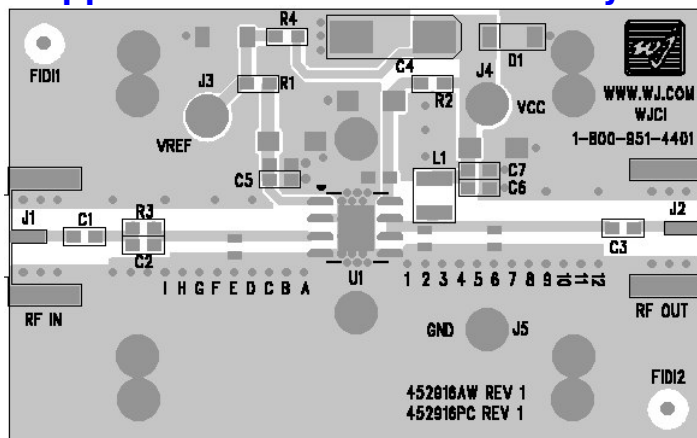 R4
FIDI1
J3
C4
J4
D1
wj
R1
R2
WWW.WJ.COM
WJCI
VCC
1-800-951-4401
VREF
L1
C7
C5
C6
J1
C1
R3
J2
C2
C3
I H G F E D C B A
U1
1 2 3 4 5 6 7 8 9 10 11 12
RF IN
RF OUT
GND
J5
FIDI2
452916AW REV 1
452916PC REV 1